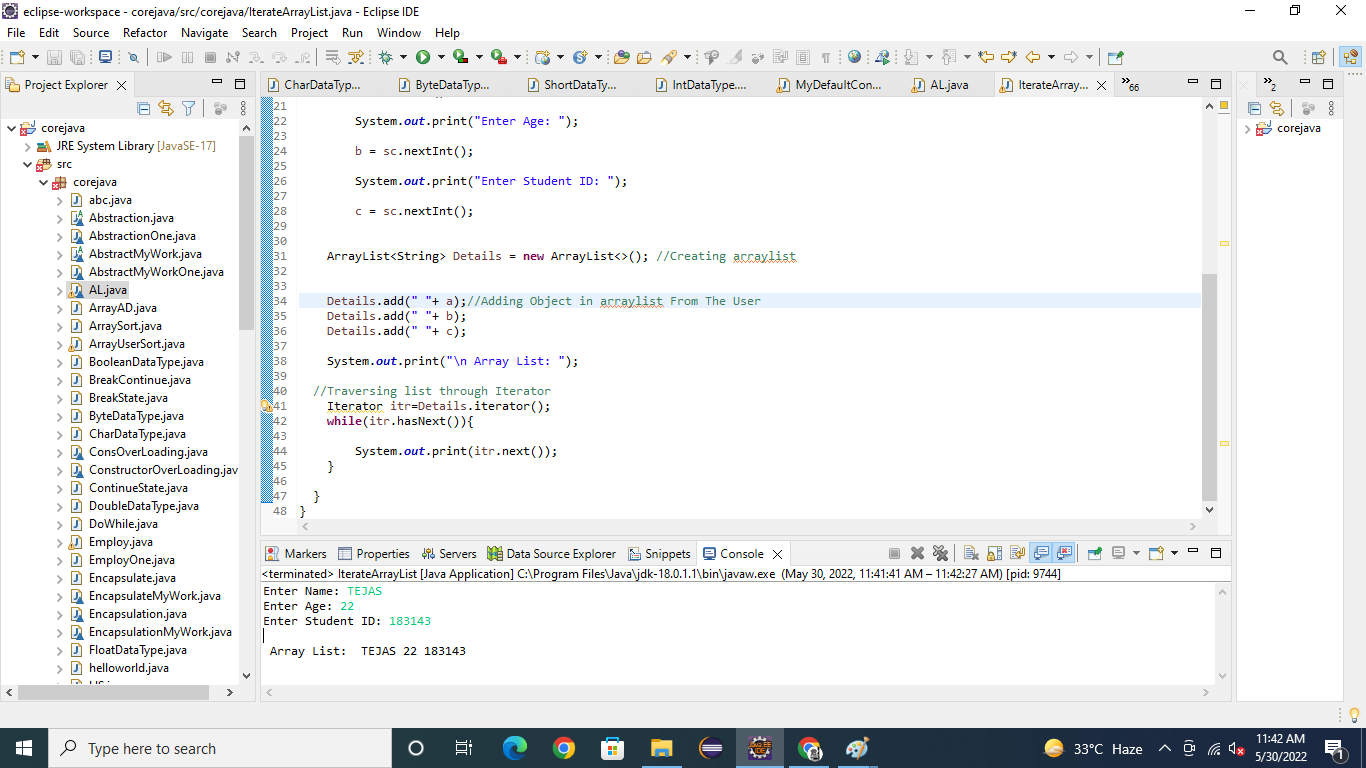 eclipse-workspace - corejava/src/corejava/IterateArrayList.java - Eclipse IDE
File Edit Source Refactor Navigate Search Project Run Window Help
Project Explorer
corejava
JRE System Library [JavaSE-17]
src
corejava
abc.java
Abstraction.java
AbstractionOne.java
AbstractMyWork.java
AbstractMyWorkOne.java
AL.java
ArrayAD.java
ArraySort.java
ArrayUserSort.java
BooleanDataType.java
BreakContinue.java
BreakState.java
ByteDataType.java
CharDataType.java
ConsOverLoading.java
ConstructorOverLoading.jav
ContinueState.java
DoubleDataType.java
DoWhile.java
Employ.java
EmployOne.java
Encapsulate.java
EncapsulateMyWork.java
Encapsulation.java
EncapsulationMyWork.java
FloatDataType.java
helloworld.java
CharDataTyp... ByteDataTyp... ShortDataTy... IntDataType.... MyDefaultCon... AL.java IterateArray... 66
21
22 System.out.print("Enter Age: ");
23
24 b = sc.nextInt();
25
26 System.out.print("Enter Student ID: ");
27
28 c = sc.nextInt();
29
30
31 ArrayList<String> Details = new ArrayList<>(); //Creating arraylist
32
33
34 Details.add(" "+ a);//Adding Object in arraylist From The User
35 Details.add(" "+ b);
36 Details.add(" "+ c);
37
38 System.out.print("\n Array List: ");
39
40 //Traversing list through Iterator
41 Iterator itr=Details.iterator();
42 while(itr.hasNext()){
43
44 System.out.print(itr.next());
45 }
46
47 }
48 }
2
corejava
Markers Properties Servers Data Source Explorer Snippets Console
<terminated> IterateArrayList [Java Application] C:\Program Files\Java\jdk-18.0.1.1\bin\javaw.exe (May 30, 2022, 11:41:41 AM – 11:42:27 AM) [pid: 9744]
Enter Name: TEJAS
Enter Age: 22
Enter Student ID: 183143
Array List:  TEJAS 22 183143
Type here to search
33°C Haze
11:42 AM
5/30/2022
1